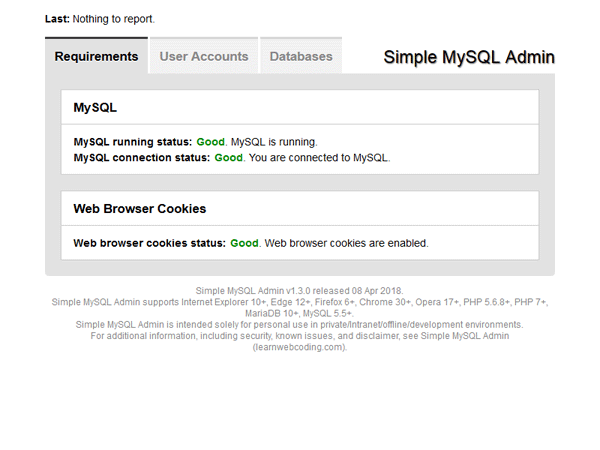 Last: Nothing to report.
Requirements User Accounts Databases Simple MySQL Admin
MySQL
MySQL running status: Good. MySQL is running.
MySQL connection status: Good. You are connected to MySQL.
Web Browser Cookies
Web browser cookies status: Good. Web browser cookies are enabled.
Simple MySQL Admin v1.3.0 released 08 Apr 2018.
Simple MySQL Admin supports Internet Explorer 10+, Edge 12+, Firefox 6+, Chrome 30+, Opera 17+, PHP 5.6.8+, PHP 7+,
MariaDB 10+, MySQL 5.5+.
Simple MySQL Admin is intended solely for personal use in private/intranet/offline/development environments.
For additional information, including security, known issues, and disclaimer, see Simple MySQL Admin
(learnwebcoding.com).